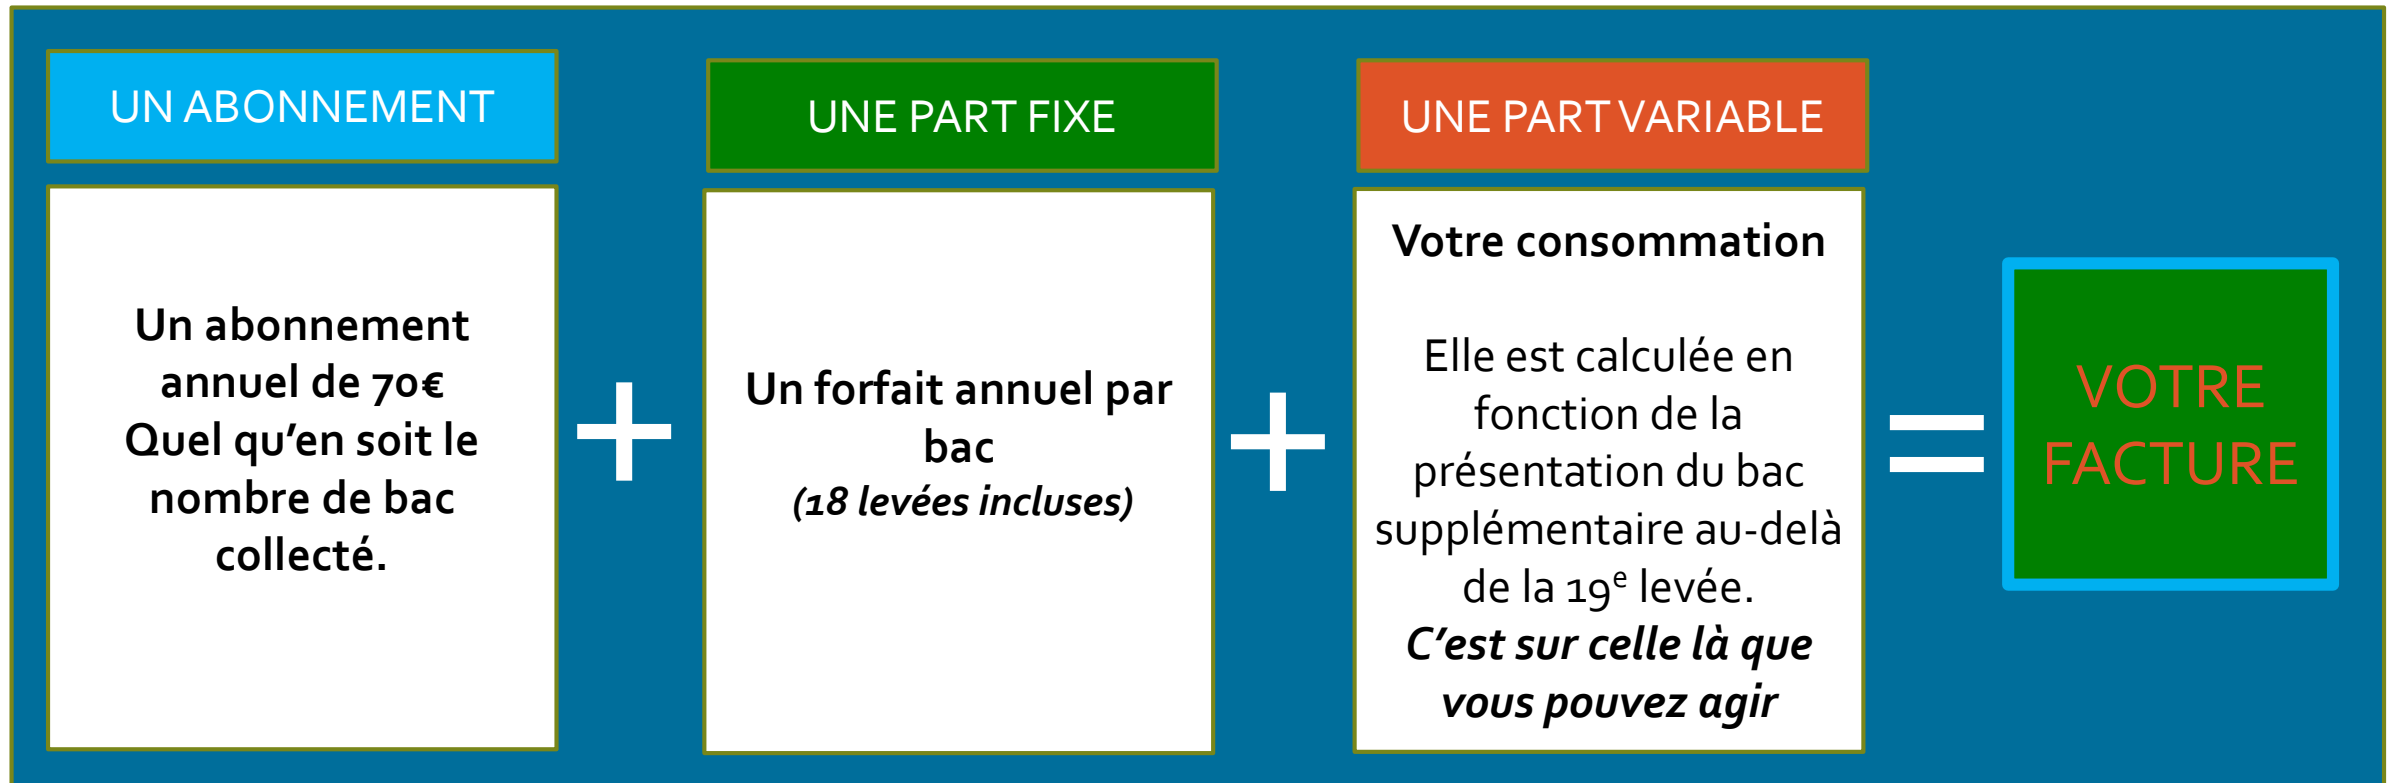 UN ABONNEMENT
Un abonnement
annuel de 70€
Quel qu’en soit le
nombre de bac
collecté.
+
UNE PART FIXE
Un forfait annuel par
bac
(18 levées incluses)
+
UNE PART VARIABLE
Votre consommation
Elle est calculée en
fonction de la
présentation du bac
supplémentaire au-delà
de la 19e levée.
C’est sur celle là que
vous pouvez agir
=
VOTRE
FACTURE